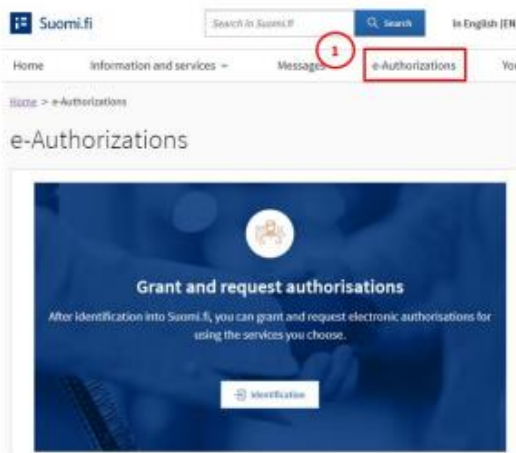 Suomi.fi
Search in Suomi.fi
Search
In English (EN
1
Home
Information and services
Messages
e-Authorizations
You
Home > e-Authorizations
e-Authorizations
Grant and request authorisations
After identification into Suomi.fi, you can grant and request electronic authorisations for
using the services you choose.
Identification